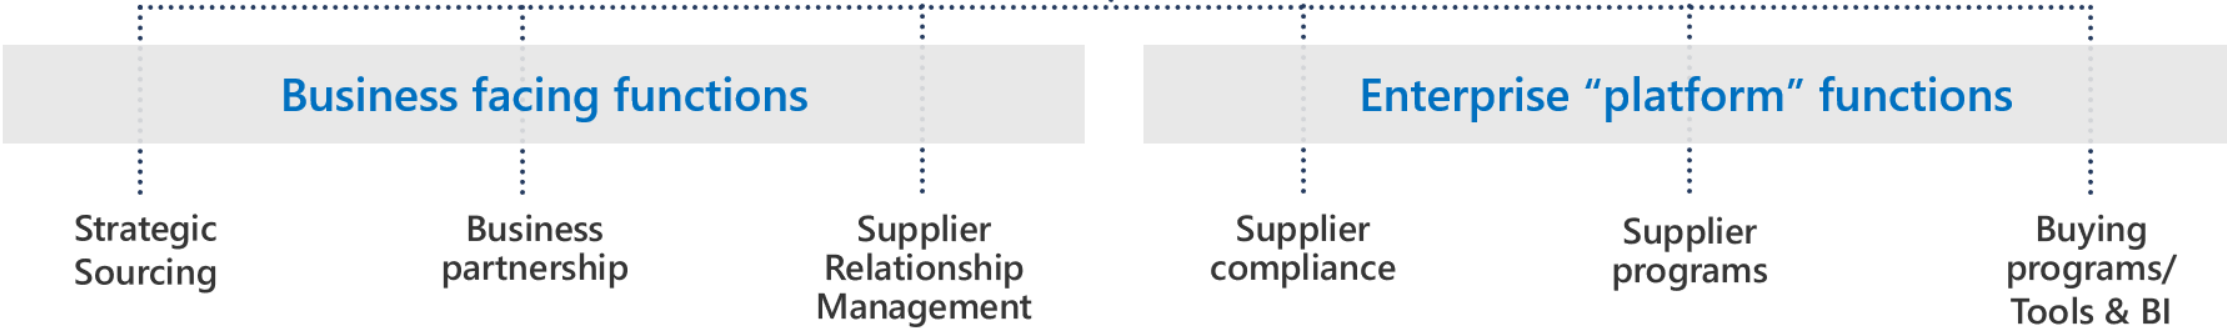 Business facing functions
Enterprise “platform” functions
Strategic
Sourcing
Business
partnership
Supplier
Relationship
Management
Supplier
compliance
Supplier
programs
Buying
programs/
Tools & BI